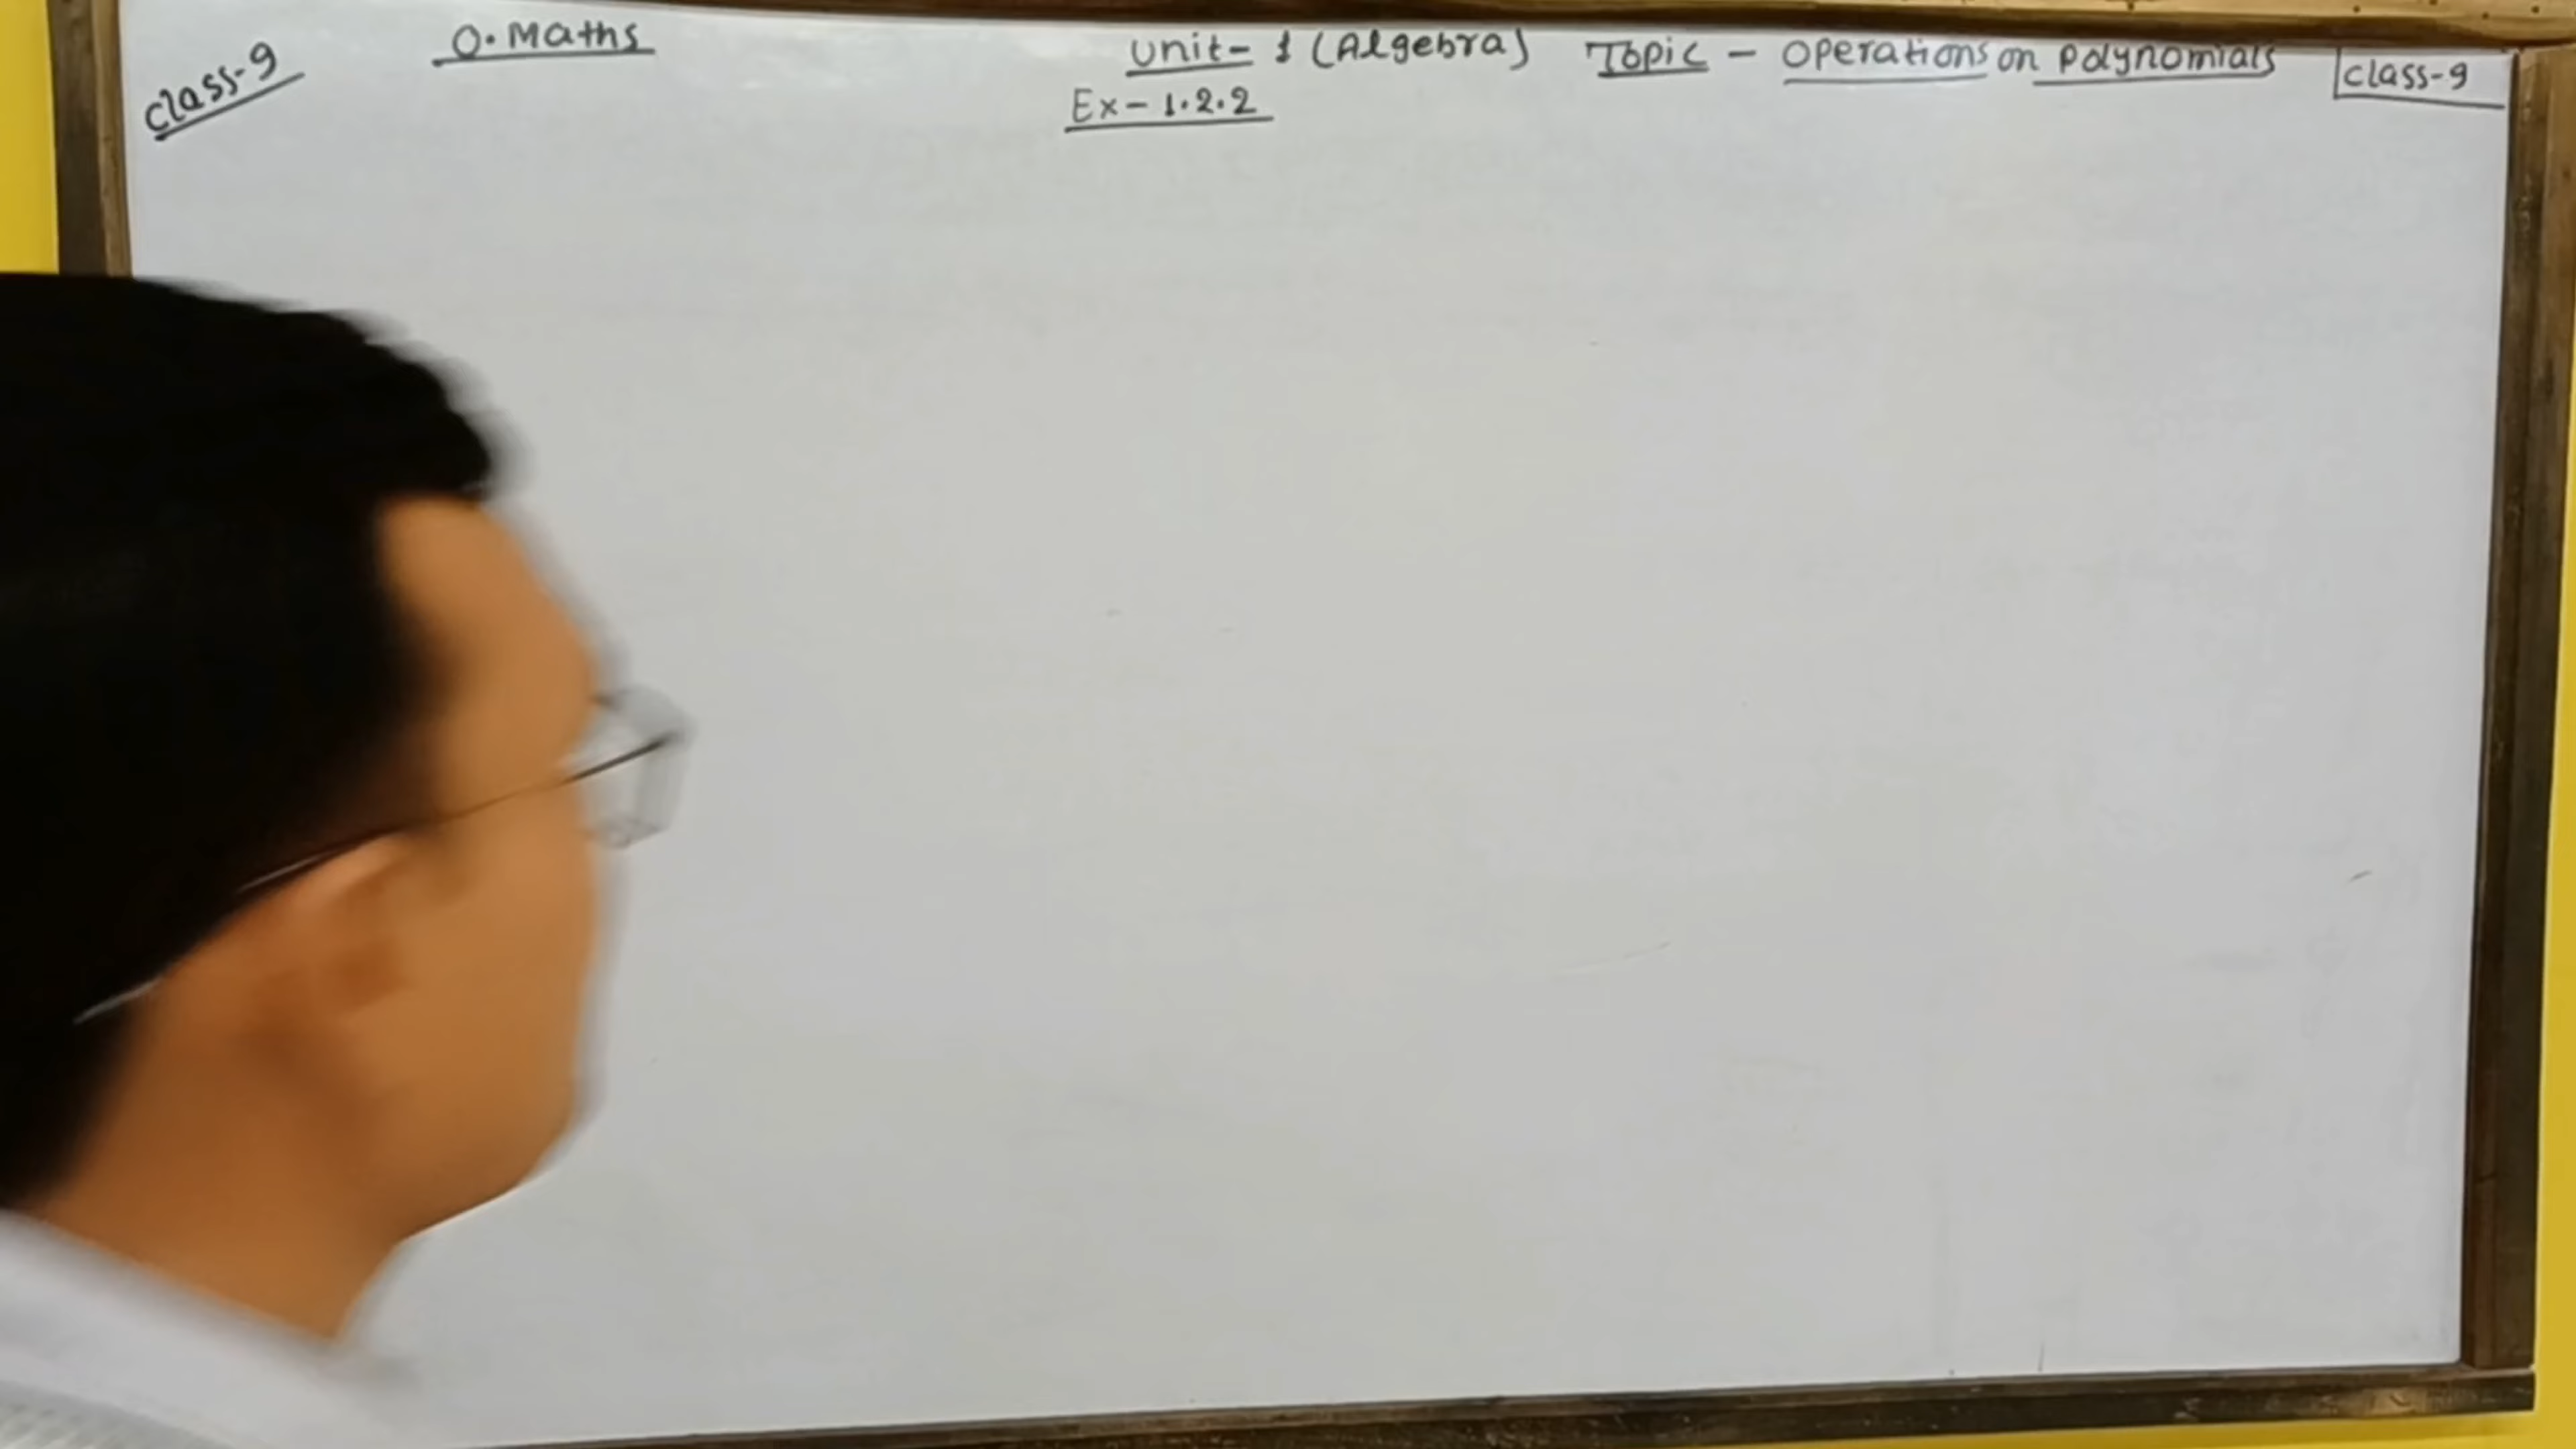 class-9
O. Maths
Unit- 1 (Algebra) Topic - Operations on Polynomials
class-9
Ex- 1.2.2